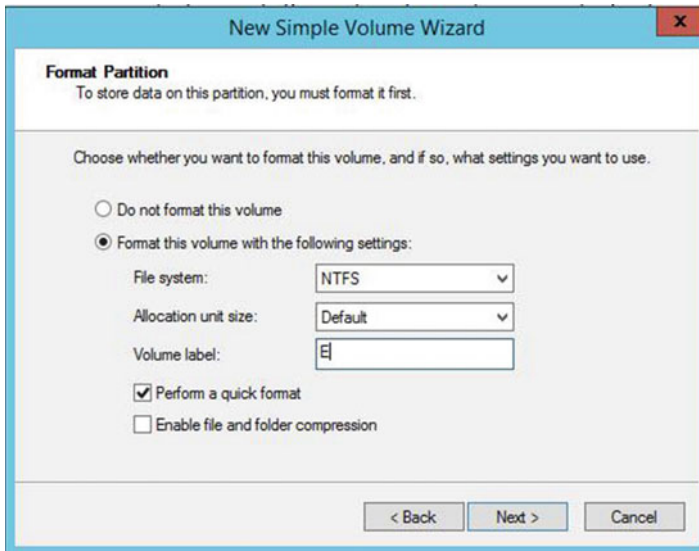 New Simple Volume Wizard
x
Format Partition
To store data on this partition, you must format it first.
Choose whether you want to format this volume, and if so, what settings you want to use.
Do not format this volume
Format this volume with the following settings:
File system: NTFS
Allocation unit size: Default
Volume label: E
Perform a quick format
Enable file and folder compression
< Back Next > Cancel